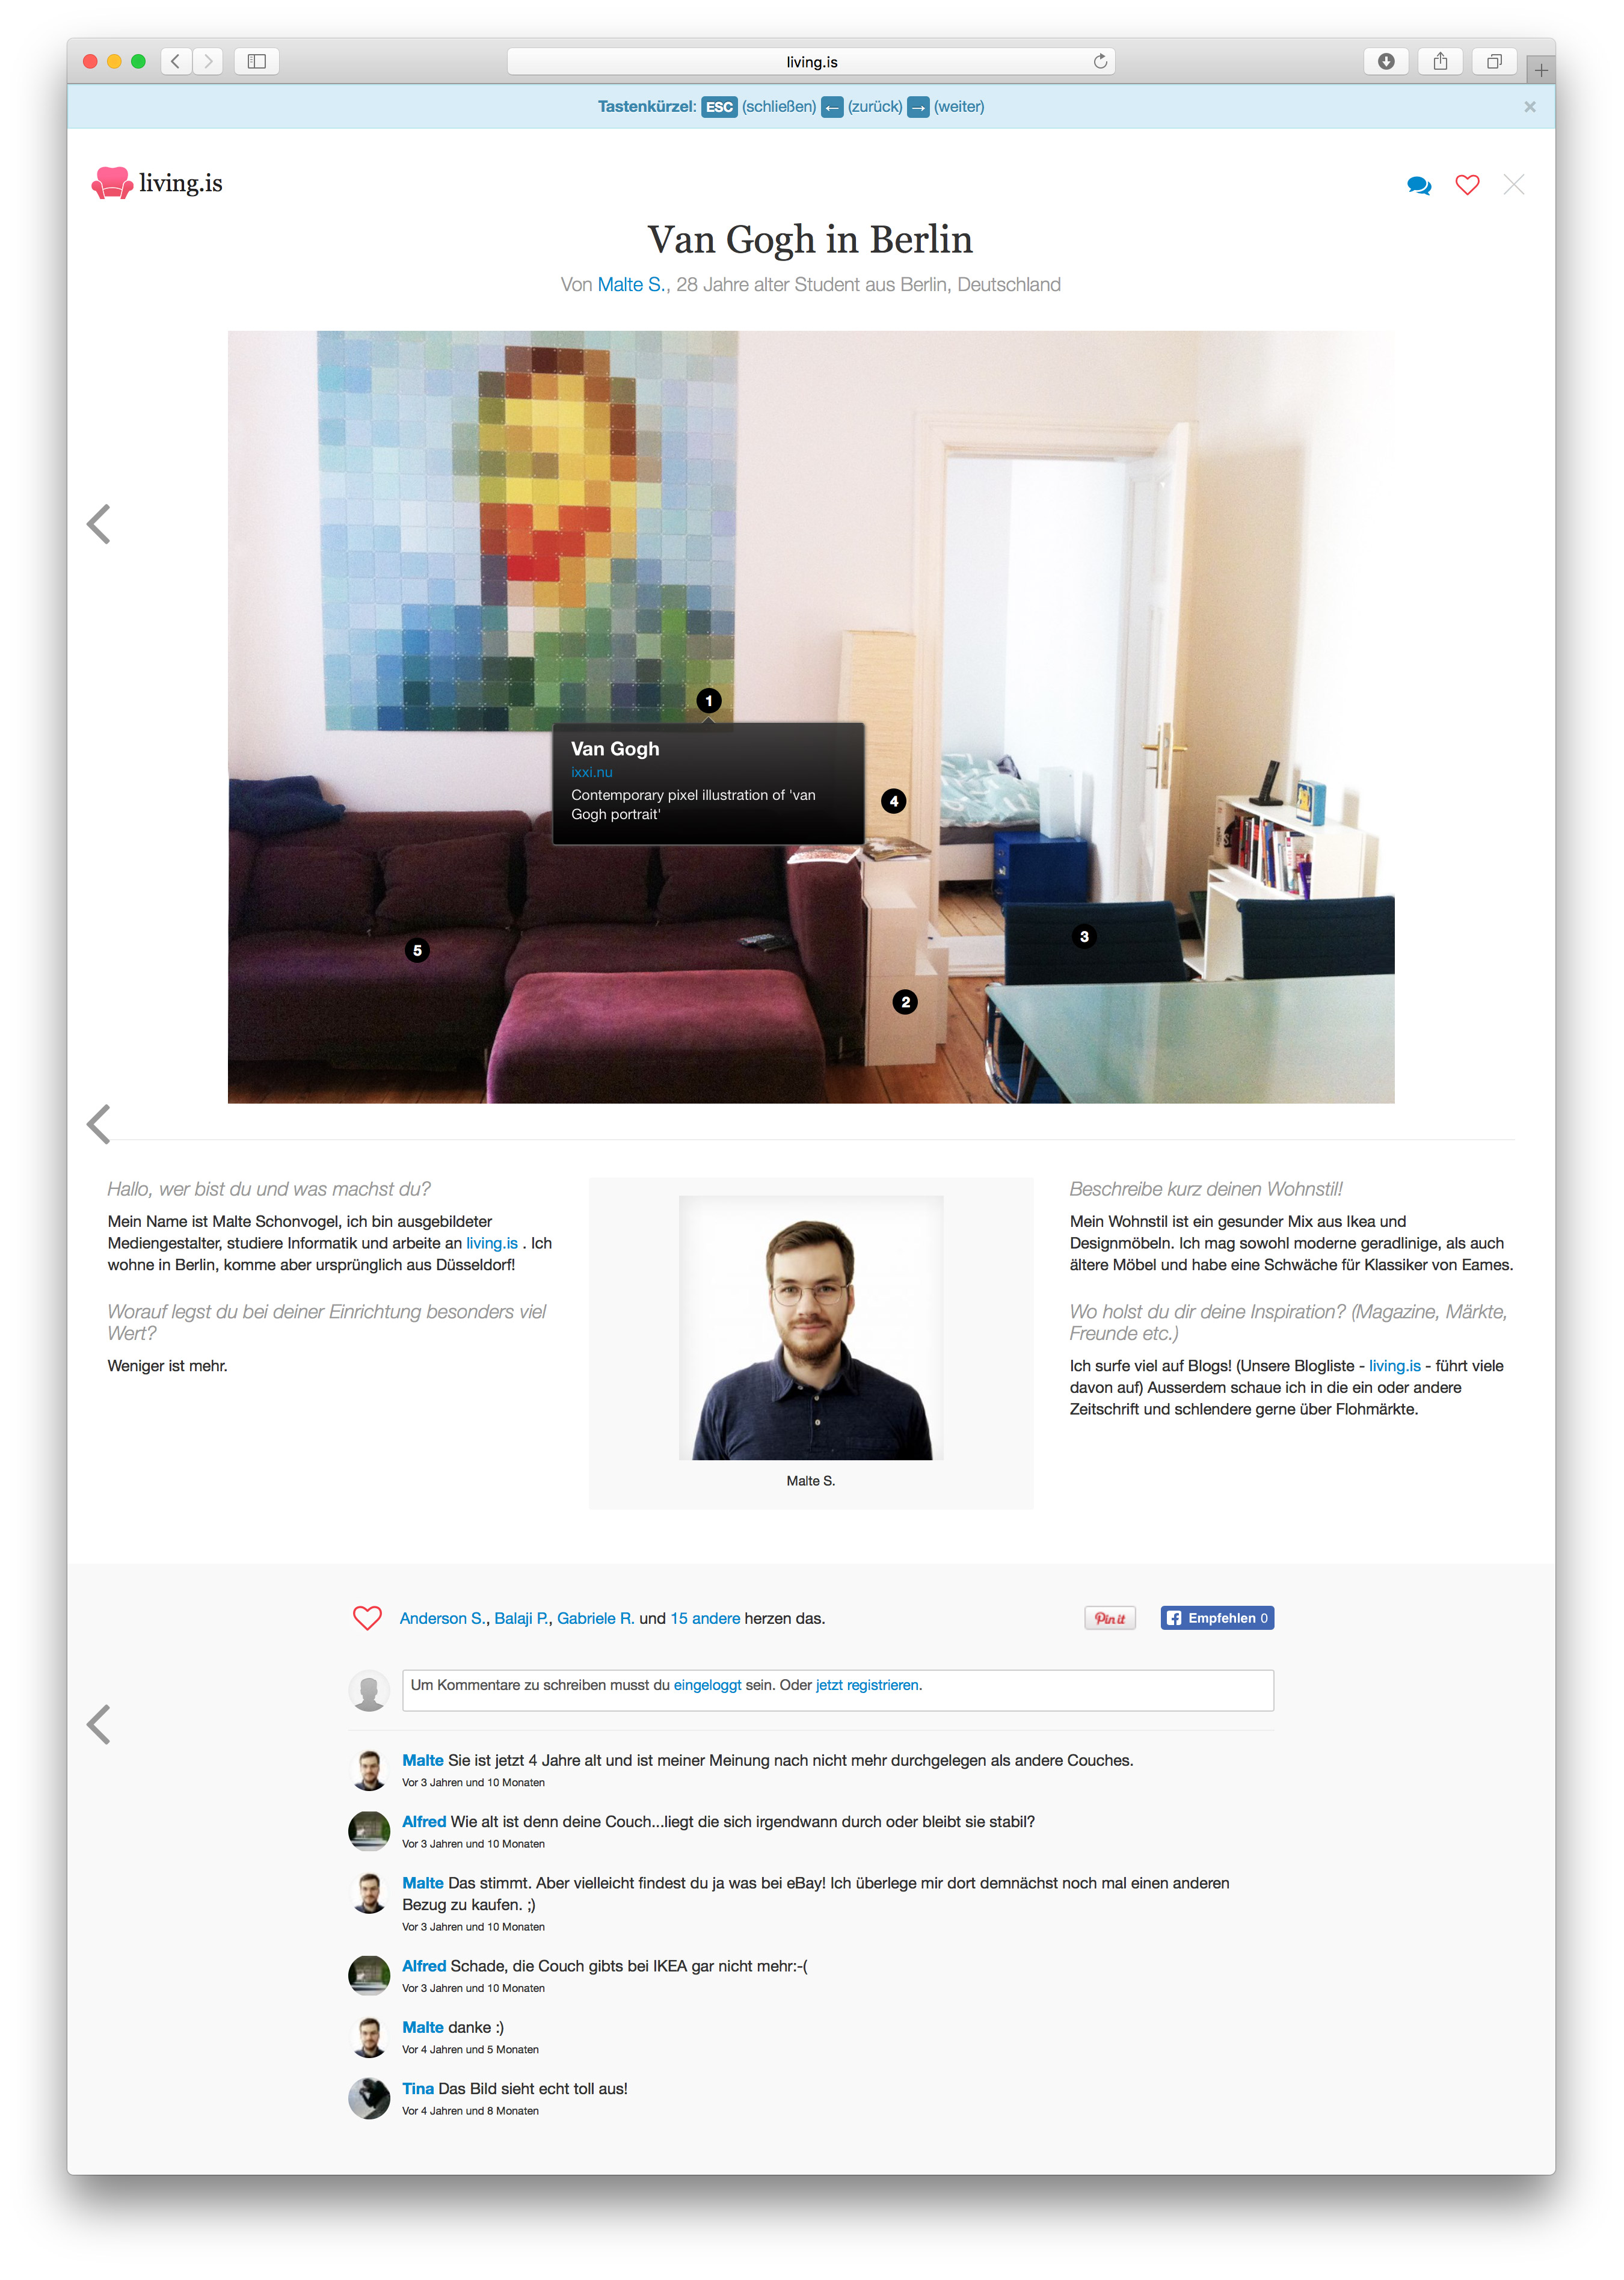 living.is
Tastenkürzel: ESC (schließen) ← (zurück) → (weiter)
living.is
Van Gogh in Berlin
Von Malte S., 28 Jahre alter Student aus Berlin, Deutschland
1
Van Gogh
ixxi.nu
Contemporary pixel illustration of 'van
Gogh portrait'
4
5
3
2
Hallo, wer bist du und was machst du?
Mein Name ist Malte Schonvogel, ich bin ausgebildeter
Mediengestalter, studiere Informatik und arbeite an living.is . Ich
wohne in Berlin, komme aber ursprünglich aus Düsseldorf!
Worauf legst du bei deiner Einrichtung besonders viel
Wert?
Weniger ist mehr.
Malte S.
Beschreibe kurz deinen Wohnstil!
Mein Wohnstil ist ein gesunder Mix aus Ikea und
Designmöbeln. Ich mag sowohl moderne geradlinige, als auch
ältere Möbel und habe eine Schwäche für Klassiker von Eames.
Wo holst du dir deine Inspiration? (Magazine, Märkte,
Freunde etc.)
Ich surfe viel auf Blogs! (Unsere Blogliste - living.is - führt viele
davon auf) Ausserdem schaue ich in die ein oder andere
Zeitschrift und schlendere gerne über Flohmärkte.
Anderson S., Balaji P., Gabriele R. und 15 andere herzen das.
Pin it
Empfehlen 0
Um Kommentare zu schreiben musst du eingeloggt sein. Oder jetzt registrieren.
Malte Sie ist jetzt 4 Jahre alt und ist meiner Meinung nach nicht mehr durchgelegen als andere Couches.
Vor 3 Jahren und 10 Monaten
Alfred Wie alt ist denn deine Couch...liegt die sich irgendwann durch oder bleibt sie stabil?
Vor 3 Jahren und 10 Monaten
Malte Das stimmt. Aber vielleicht findest du ja was bei eBay! Ich überlege mir dort demnächst noch mal einen anderen
Bezug zu kaufen. ;)
Vor 3 Jahren und 10 Monaten
Alfred Schade, die Couch gibts bei IKEA gar nicht mehr:-(
Vor 3 Jahren und 10 Monaten
Malte danke :)
Vor 4 Jahren und 5 Monaten
Tina Das Bild sieht echt toll aus!
Vor 4 Jahren und 8 Monaten